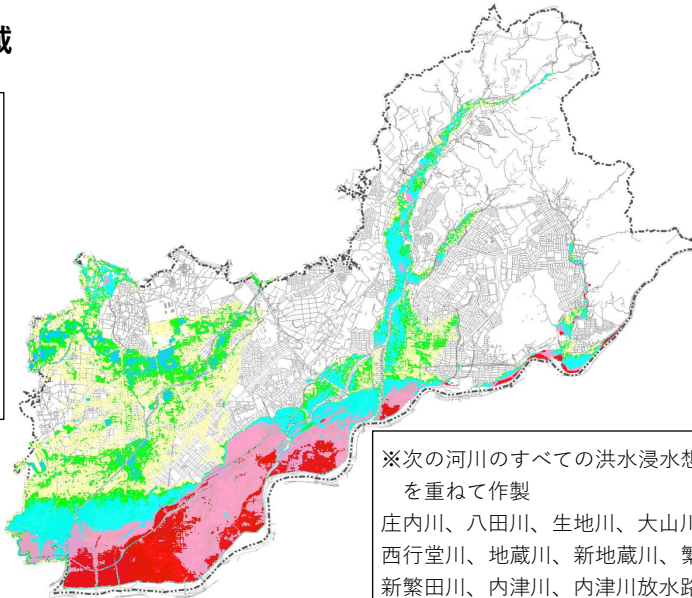 域
※次の河川のすべての洪水浸水想
を重ねて作製
庄内川、八田川、生地川、大山川
西行堂川、地蔵川、新地蔵川、繁
新繁田川、内津川、内津川放水路